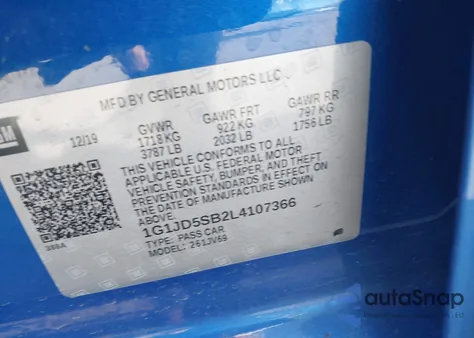 MFD BY GENERAL MOTORS LLC
GM
12/19 GVWR GAWR FRT GAWR RR
1718 KG 922 KG 797 KG
3787 LB 2032 LB 1756 LB
THIS VEHICLE CONFORMS TO ALL
APPLICABLE U.S. FEDERAL MOTOR
VEHICLE SAFETY, BUMPER, AND THEFT
PREVENTION STANDARDS IN EFFECT ON
THE DATE OF MANUFACTURE SHOWN
ABOVE.
1G1JD5SB2L4107366
TYPE: PASS CAR
MODEL: 261JV69
388A
autoSnap